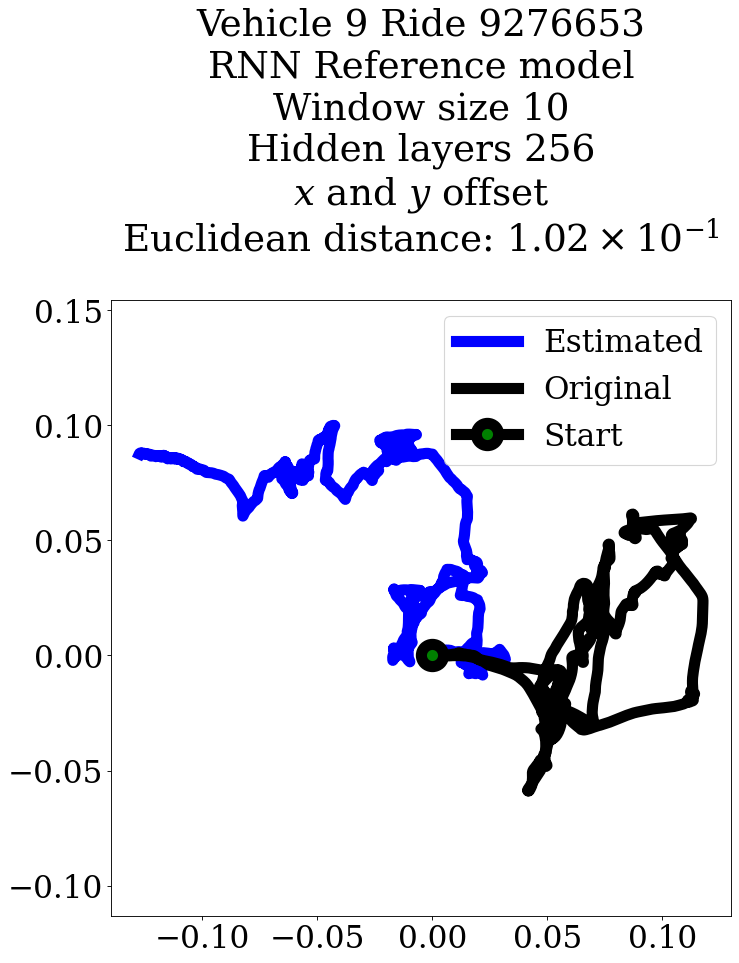 Vehicle 9 Ride 9276653
RNN Reference model
Window size 10
Hidden layers 256
x and y offset
Euclidean distance: 1.02 × 10⁻¹
0.15
0.10
0.05
0.00
−0.05
−0.10
Estimated
Original
Start
−0.10 −0.05 0.00 0.05 0.10